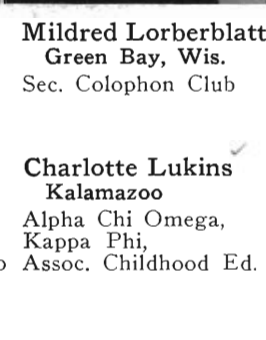 Mildred Lorberblatt
Green Bay, Wis.
Sec. Colophon Club
Charlotte Lukins
Kalamazoo
Alpha Chi Omega,
Kappa Phi,
Assoc. Childhood Ed.